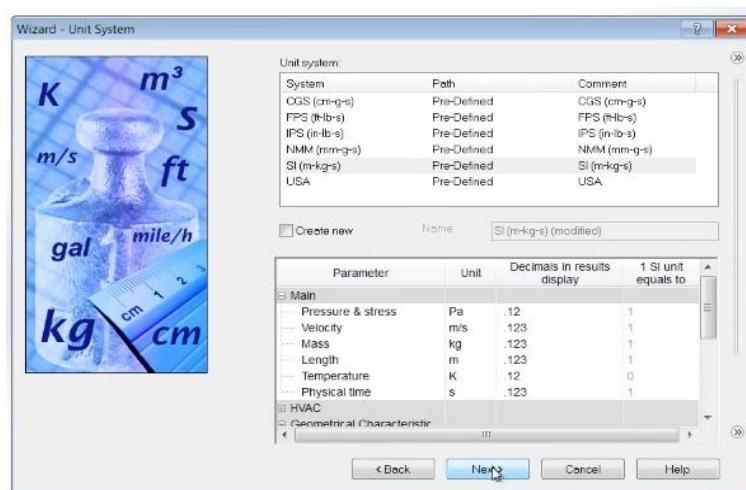 Wizard - Unit System
K
m³
S
m/s
ft
gal
mile/h
cm 1 2 3
kg
cm
Unit system:
System Path Comment
CGS (cm-g-s) Pre-Defined CGS (cm-g-s)
FPS (ft-lb-s) Pre-Defined FPS (ft-lb-s)
IPS (in-lb-s) Pre-Defined IPS (in-lb-s)
NMM (mm-g-s) Pre-Defined NMM (mm-g-s)
SI (m-kg-s) Pre-Defined SI (m-kg-s)
USA Pre-Defined USA
Create new Name: SI (m-kg-s) (modified)
Parameter Unit Decimals in results display 1 SI unit equals to
Main
Pressure & stress Pa .12 1
Velocity m/s .123 1
Mass kg .123 1
Length m .123 1
Temperature K .12 0
Physical time s .123 1
HVAC
Geometrical Characteristic
< Back Next > Cancel Help